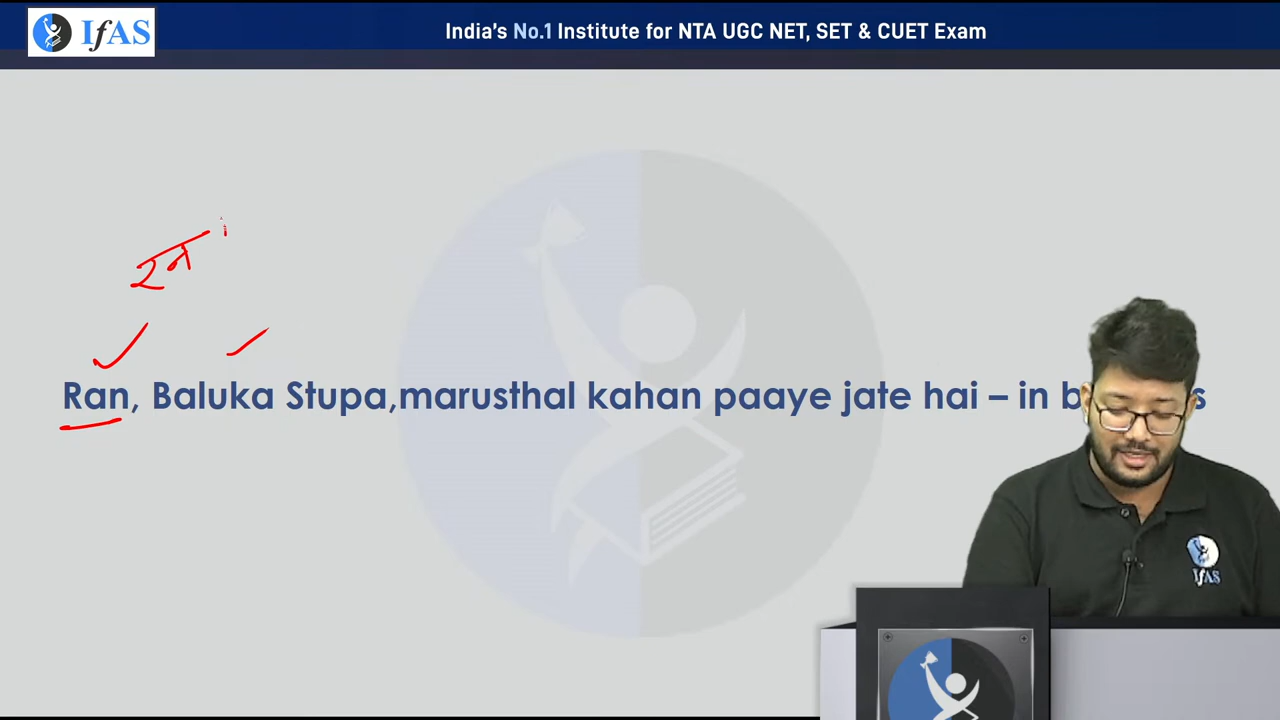 IfAS
India's No.1 Institute for NTA UGC NET, SET & CUET Exam
रन
Ran, Baluka Stupa,marusthal kahan paaye jate hai – in b s
IfAS